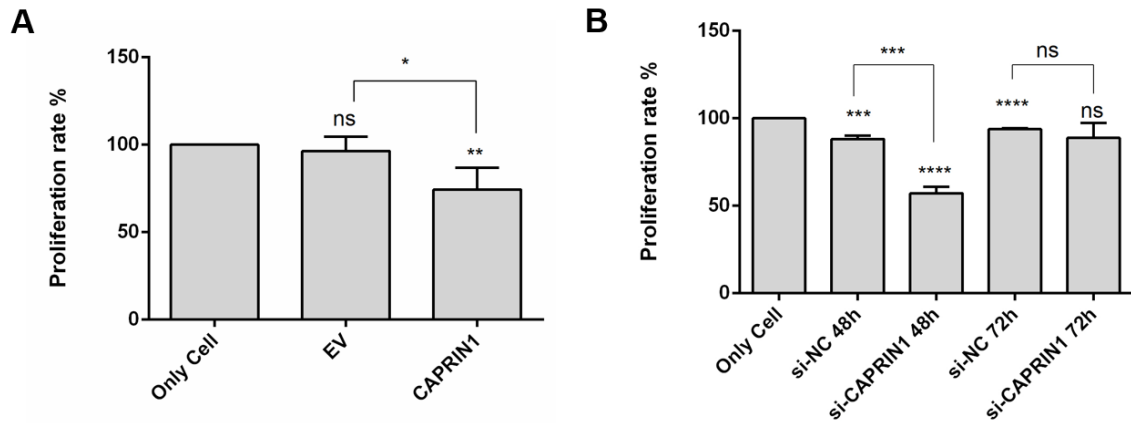 A
Proliferation rate %
150
100
50
0
*
ns
**
Only Cell
EV
CAPRIN1
B
Proliferation rate %
150
100
50
0
***
ns
***
****
****
ns
Only Cell
si-NC 48h
si-CAPRIN1 48h
si-NC 72h
si-CAPRIN1 72h